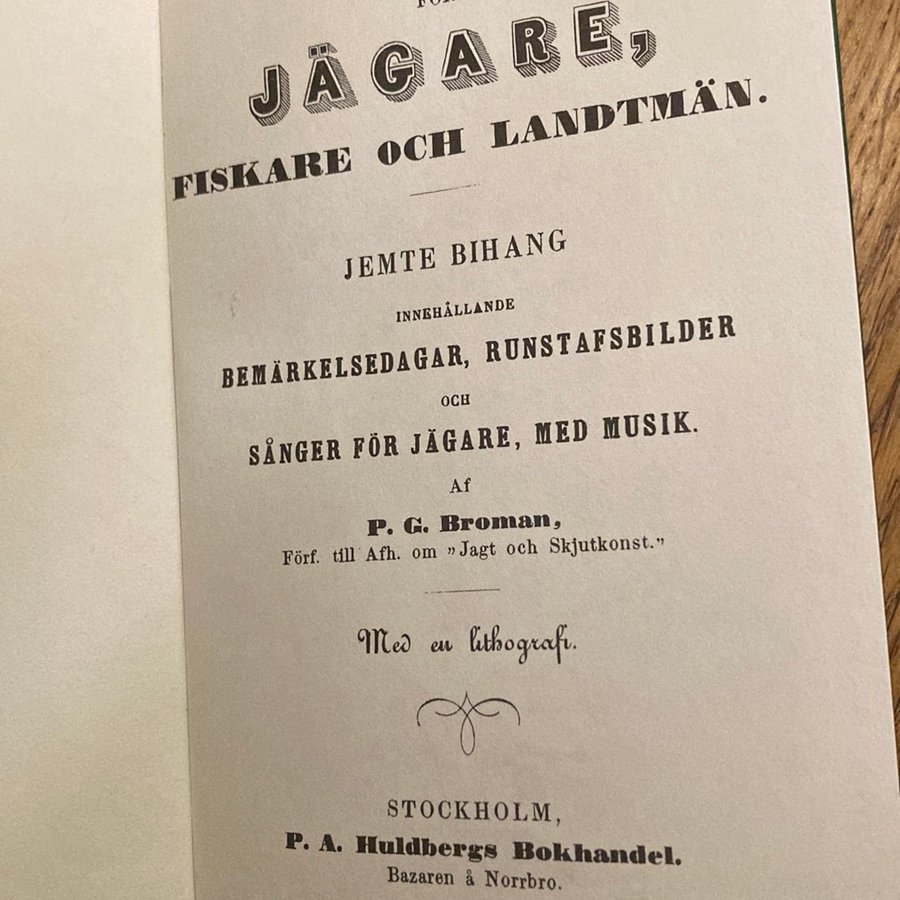 FÖR
JÄGARE,
FISKARE OCH LANDTMÄN.
JEMTE BIHANG
INNEHÅLLANDE
BEMÄRKELSEDAGAR, RUNSTAFSBILDER
OCH
SÅNGER FÖR JÄGARE, MED MUSIK.
Af
P. G. Broman,
Förf. till Afh. om "Jagt och Skjutkonst."
Med en lithografi.
STOCKHOLM,
P. A. Huldbergs Bokhandel.
Bazaren å Norrbro.